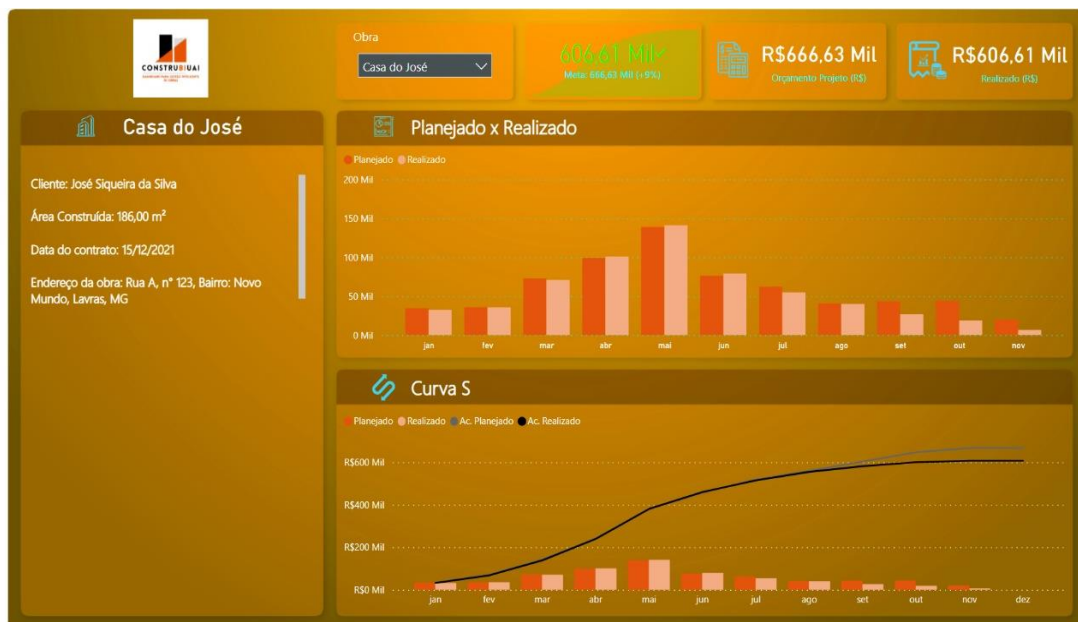 CONSTRUBIUAI
Obra
Casa do José
606,61 Mil
Meta: 666,63 Mil (+9%)
R$666,63 Mil
Orçamento Projeto (R$)
R$606,61 Mil
Realizado (R$)
Casa do José
Cliente: José Siqueira da Silva
Área Construída: 186,00 m²
Data do contrato: 15/12/2021
Endereço da obra: Rua A, n° 123, Bairro: Novo
Mundo, Lavras, MG
Planejado x Realizado
Planejado Realizado
200 Mil
150 Mil
100 Mil
50 Mil
0 Mil
jan fev mar abr mai jun jul ago set out nov
Curva S
Planejado Realizado Ac. Planejado Ac. Realizado
R$600 Mil
R$400 Mil
R$200 Mil
R$0 Mil
jan fev mar abr mai jun jul ago set out nov dez